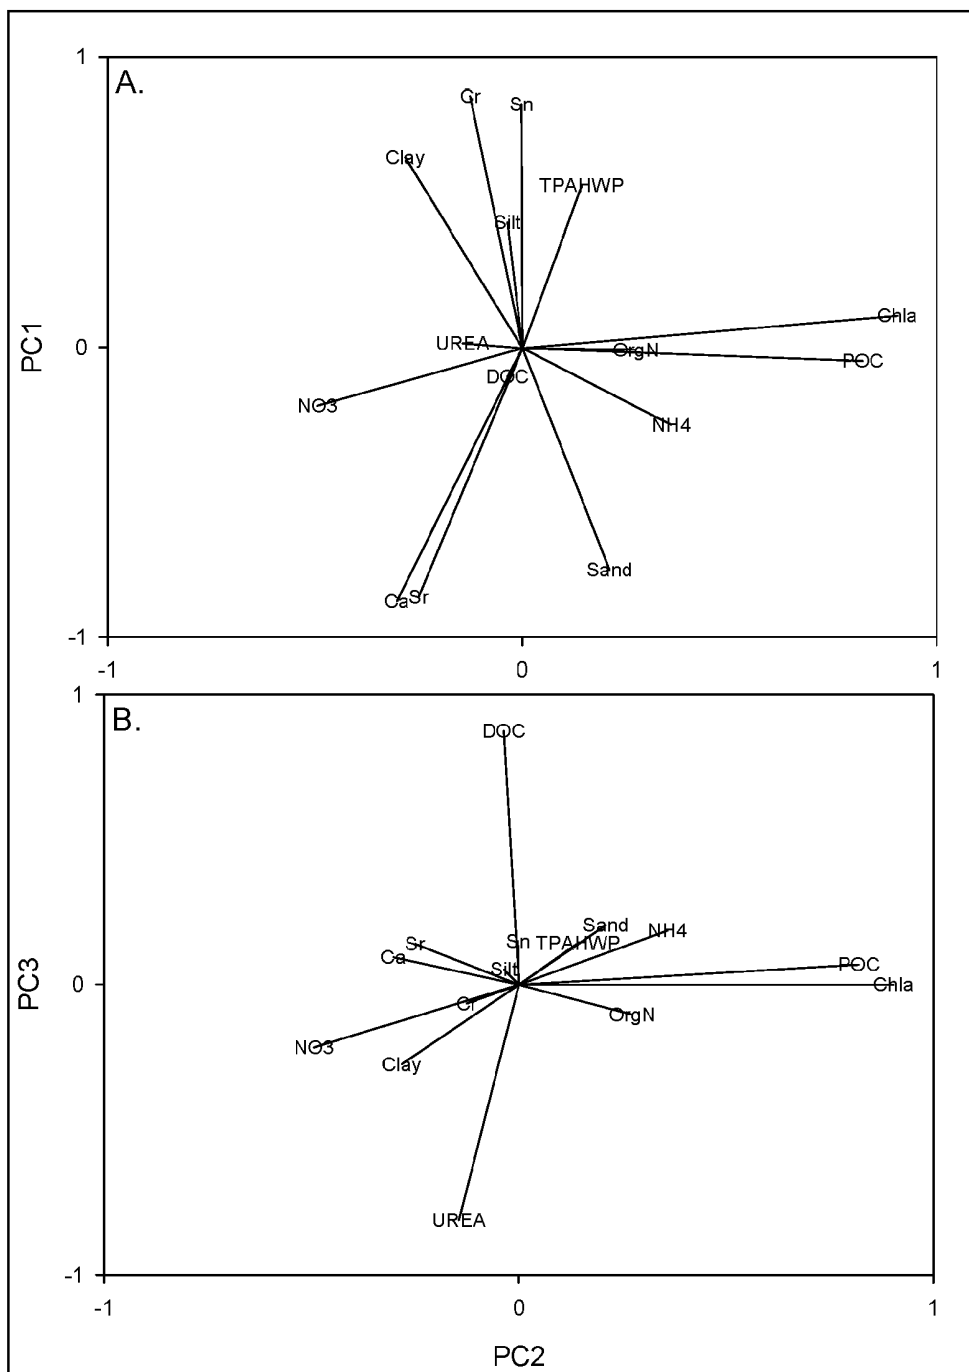 1
A.
Cr
Sn
Clay
TPAHWP
Silt
Chla
UREA
OrgN
POC
PC1
0
DOC
NO3
NH4
Sand
Ca
Sr
-1
-1
0
1
1
B.
DOC
Sand
Sr
Sn
TPAHWP
NH4
Ca
Silt
POC
PC3
0
Chla
Cr
OrgN
NO3
Clay
UREA
-1
-1
0
1
PC2